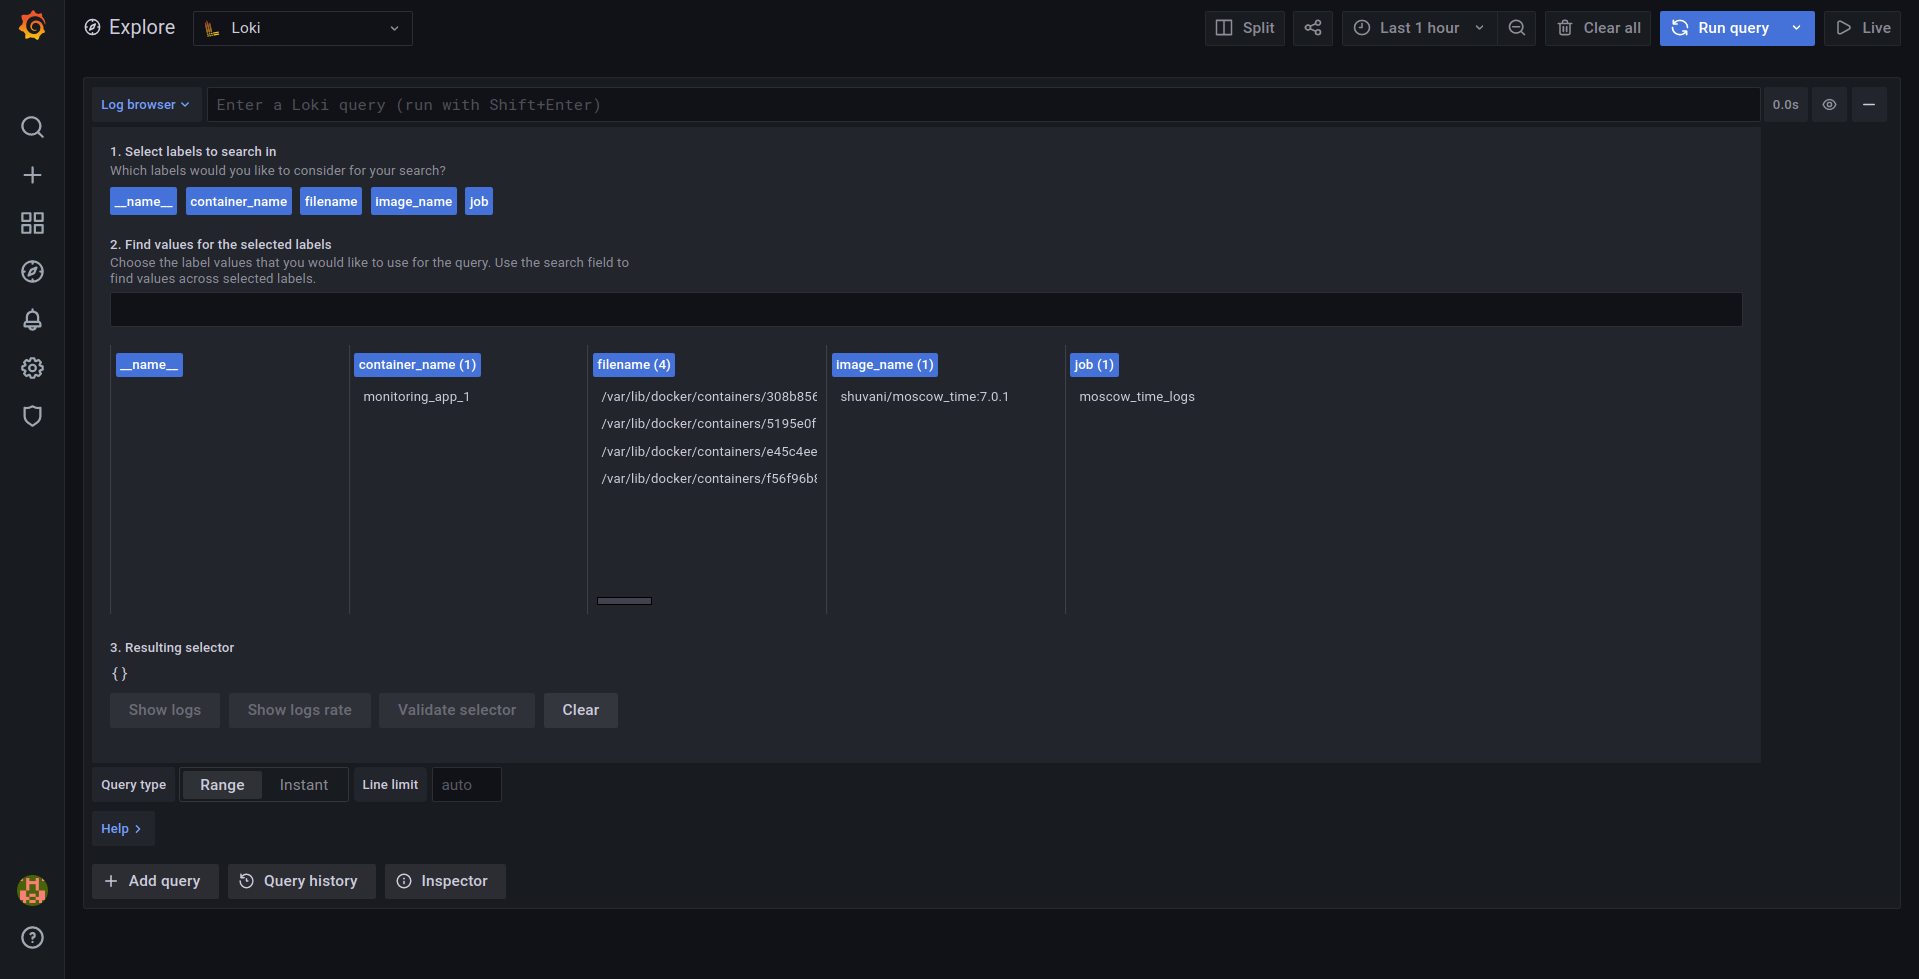 Explore
Loki
Split
Last 1 hour
Clear all
Run query
Live
Log browser
Enter a Loki query (run with Shift+Enter)
0.0s
1. Select labels to search in
Which labels would you like to consider for your search?
__name__ container_name filename image_name job
2. Find values for the selected labels
Choose the label values that you would like to use for the query. Use the search field to
find values across selected labels.
__name__
container_name (1)
monitoring_app_1
filename (4)
/var/lib/docker/containers/308b856
/var/lib/docker/containers/5195e0f
/var/lib/docker/containers/e45c4ee
/var/lib/docker/containers/f56f96b8
image_name (1)
shuvani/moscow_time:7.0.1
job (1)
moscow_time_logs
3. Resulting selector
{}
Show logs
Show logs rate
Validate selector
Clear
Query type
Range
Instant
Line limit
auto
Help
Add query
Query history
Inspector